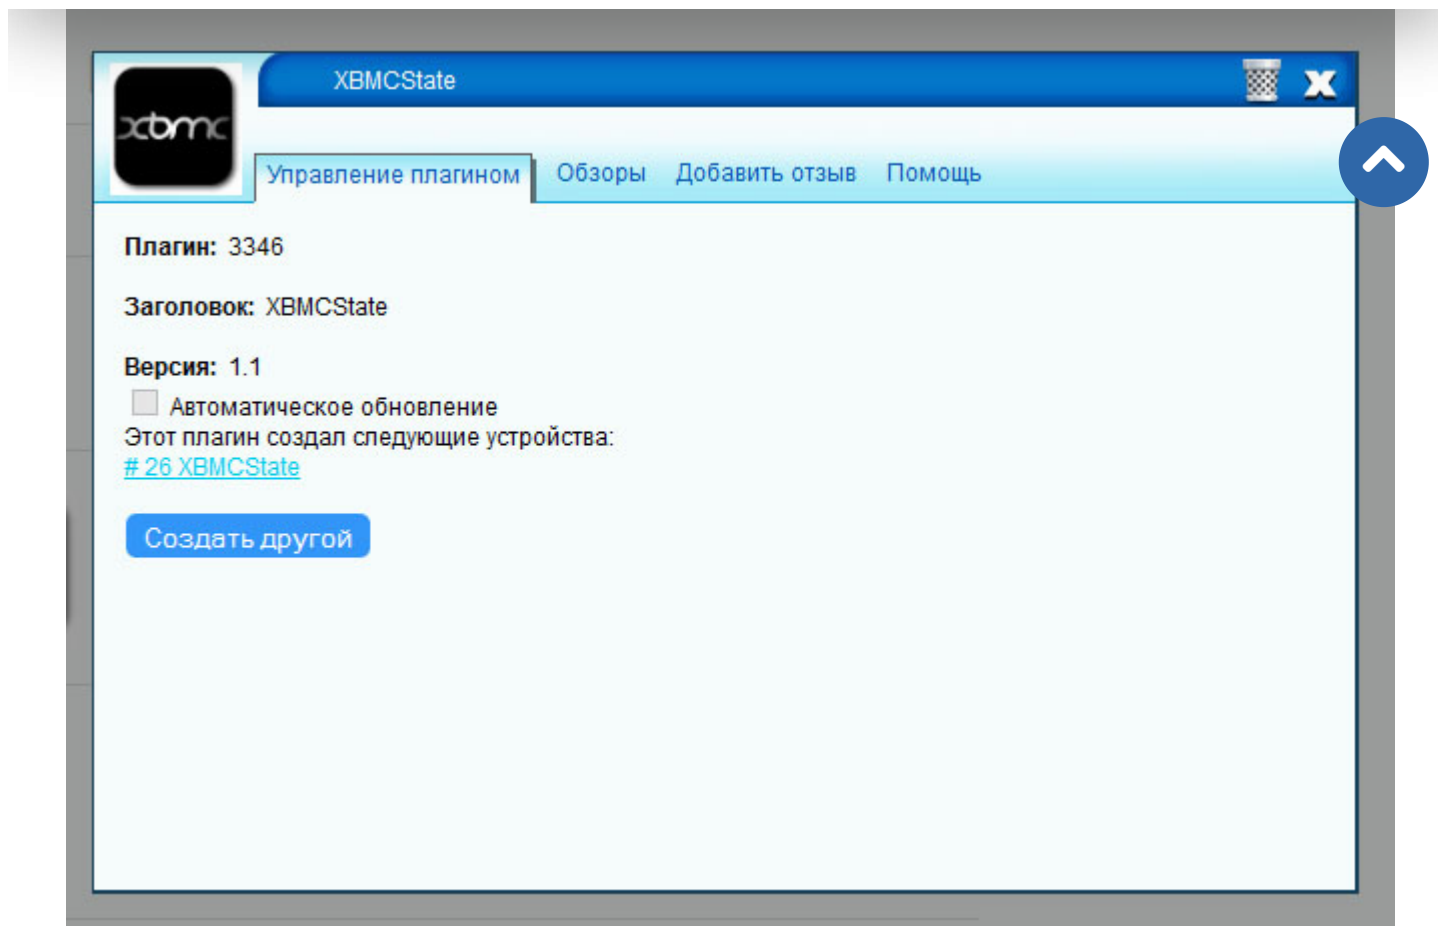 XBMCState
xbmc
Управление плагином Обзоры Добавить отзыв Помощь
Плагин: 3346
Заголовок: XBMCState
Версия: 1.1
Автоматическое обновление
Этот плагин создал следующие устройства:
# 26 XBMCState
Создать другой